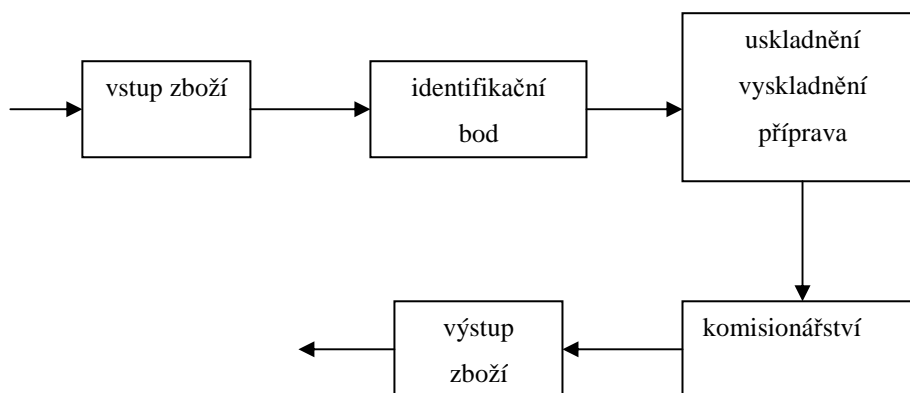 vstup zboží
identifikační
bod
uskladnění
vyskladnění
příprava
komisionářství
výstup
zboží